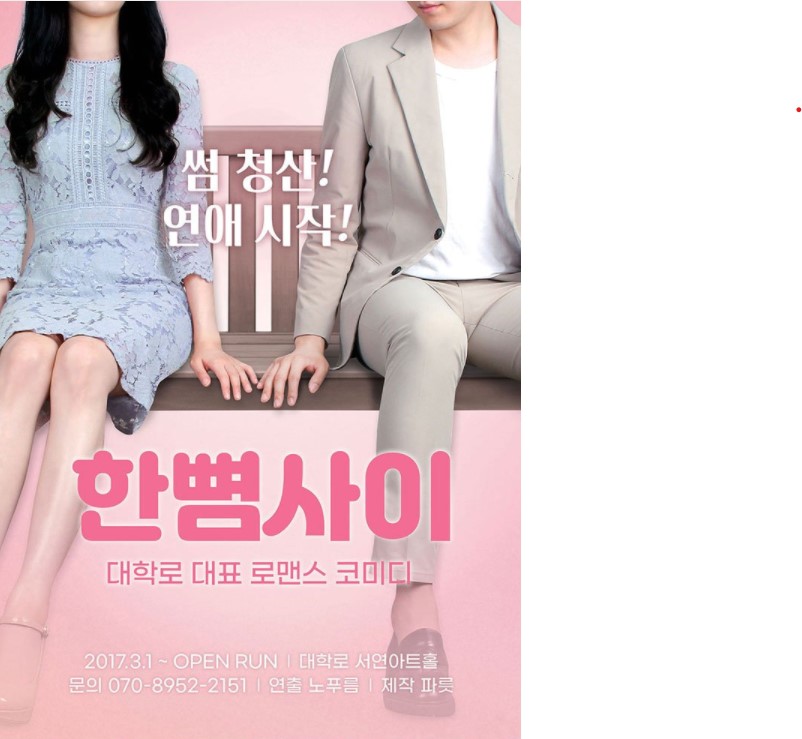 썸 청산!
연애 시작!
한뼘사이
대학로 대표 로맨스 코미디
2017.3.1 ~ OPEN RUN | 대학로 서연아트홀
문의 070-8952-2151 | 연출 노푸름 | 제작 파릇